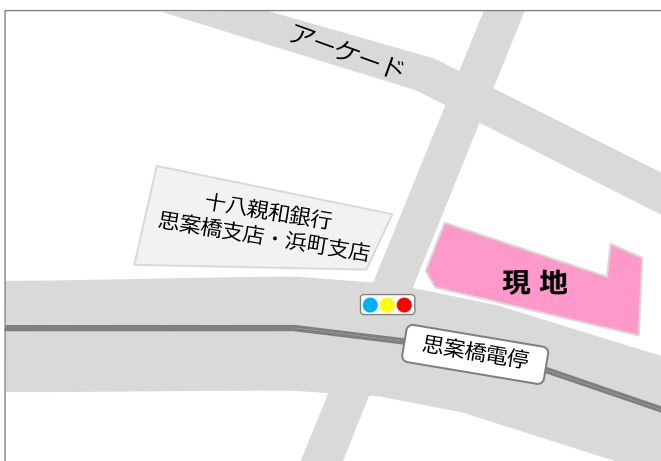 アーケード
十八親和銀行
思案橋支店・浜町支店
現地
思案橋電停